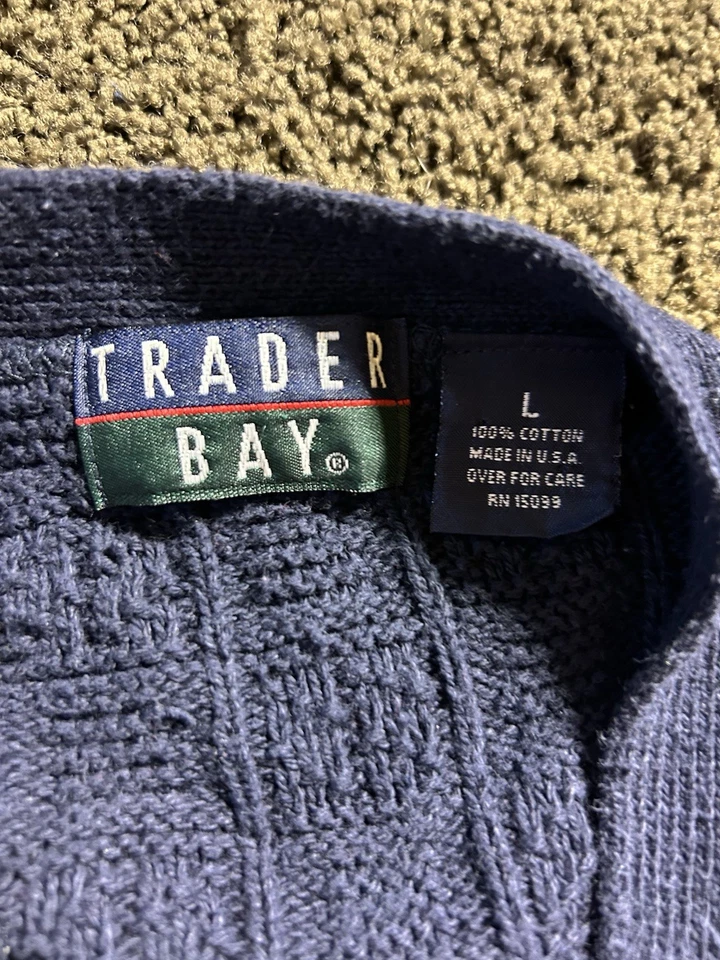 TRADER
BAY®
L
100% COTTON
MADE IN U.S.A.
OVER FOR CARE
RN 15099